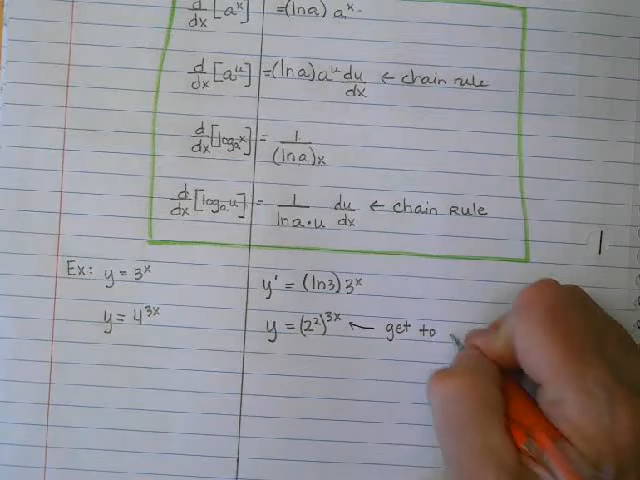 d/dx [a^x] = (ln a) a^x.
d/dx [a^u] = (ln a) a^u du/dx ← chain rule
d/dx [log_a x] = 1/((ln a)x)
d/dx [log_a u] = 1/(ln a • u) du/dx ← chain rule
1
Ex: y = 3^x y' = (ln 3) 3^x
y = 4^3x y = (2^2)^3x ← get to